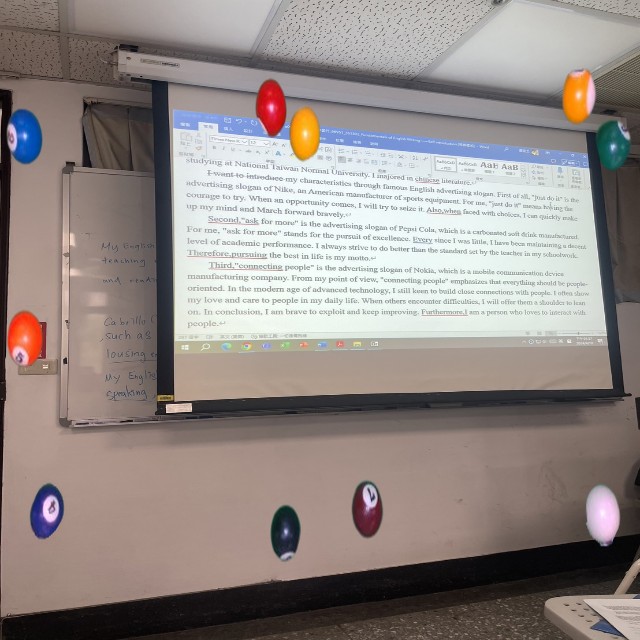 studying at National Taiwan Normal University. I majored in chinese literature.
I want to introduce my characteristics through famous English advertising slogan. First of all, "just do it" is the
advertising slogan of Nike, an American manufacturer of sports equipment. For me, "just do it" means the
courage to try. When an opportunity comes, I will try to seize it. Also,when faced with choices, I can quickly make
up my mind and March forward bravely.
Second,"ask for more" is the advertising slogan of Pepsi Cola, which is a carbonated soft drink manufactured.
For me, "ask for more" stands for the pursuit of excellence. Every since I was little, I have been maintaining a decent
level of academic performance. I always strive to do better than the standard set by the teacher in my schoolwork.
Therefore,pursuing the best in life is my motto.
Third,"connecting people" is the advertising slogan of Nokia, which is a mobile communication device
manufacturing company. From my point of view, "connecting people" emphasizes that everything should be people-
oriented. In the modern age of advanced technology, I still keen to build close connections with people. I often show
my love and care to people in my daily life. When others encounter difficulties, I will offer them a shoulder to lean
on. In conclusion, I am brave to exploit and keep improving. Furthermore,I am a person who loves to interact with
people.
My
teaching
and
Cabrillo
such as
lousing
My English
speaking
AaB AaB
8